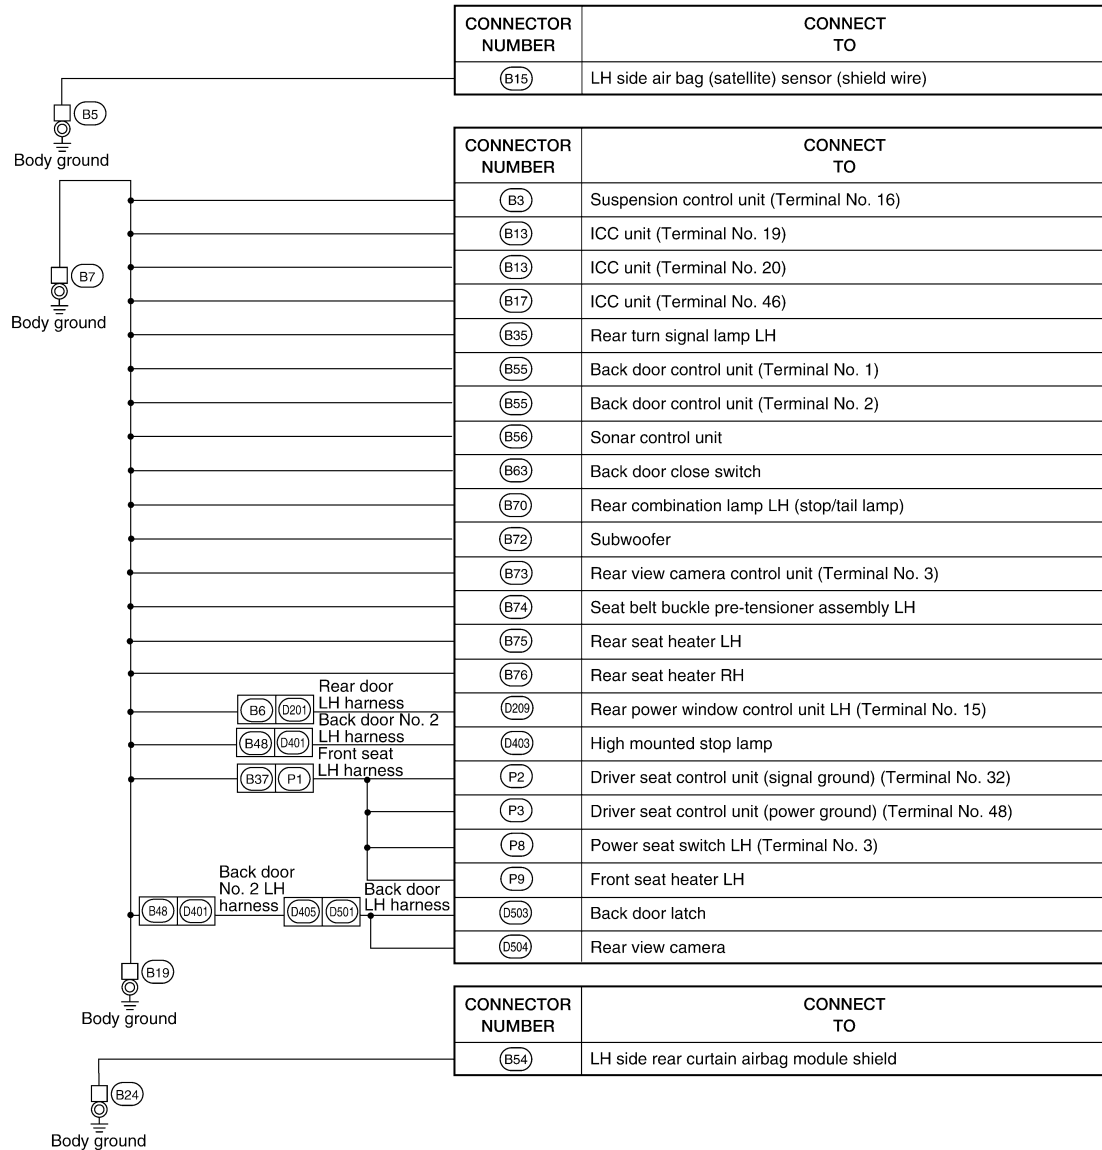 CONNECTOR NUMBER CONNECT TO
B15 LH side air bag (satellite) sensor (shield wire)
B5
Body ground
CONNECTOR NUMBER CONNECT TO
B3 Suspension control unit (Terminal No. 16)
B13 ICC unit (Terminal No. 19)
B13 ICC unit (Terminal No. 20)
B7
Body ground
B17 ICC unit (Terminal No. 46)
B35 Rear turn signal lamp LH
B55 Back door control unit (Terminal No. 1)
B55 Back door control unit (Terminal No. 2)
B56 Sonar control unit
B63 Back door close switch
B70 Rear combination lamp LH (stop/tail lamp)
B72 Subwoofer
B73 Rear view camera control unit (Terminal No. 3)
B74 Seat belt buckle pre-tensioner assembly LH
B75 Rear seat heater LH
B76 Rear seat heater RH
Rear door
LH harness
B6 D201 D209 Rear power window control unit LH (Terminal No. 15)
Back door No. 2
LH harness
B48 D401 D403 High mounted stop lamp
Front seat
LH harness
B37 P1 P2 Driver seat control unit (signal ground) (Terminal No. 32)
P3 Driver seat control unit (power ground) (Terminal No. 48)
P8 Power seat switch LH (Terminal No. 3)
P9 Front seat heater LH
Back door
No. 2 LH
harness
Back door
LH harness
B48 D401 D405 D501 D503 Back door latch
D504 Rear view camera
B19
Body ground
CONNECTOR NUMBER CONNECT TO
B54 LH side rear curtain airbag module shield
B24
Body ground